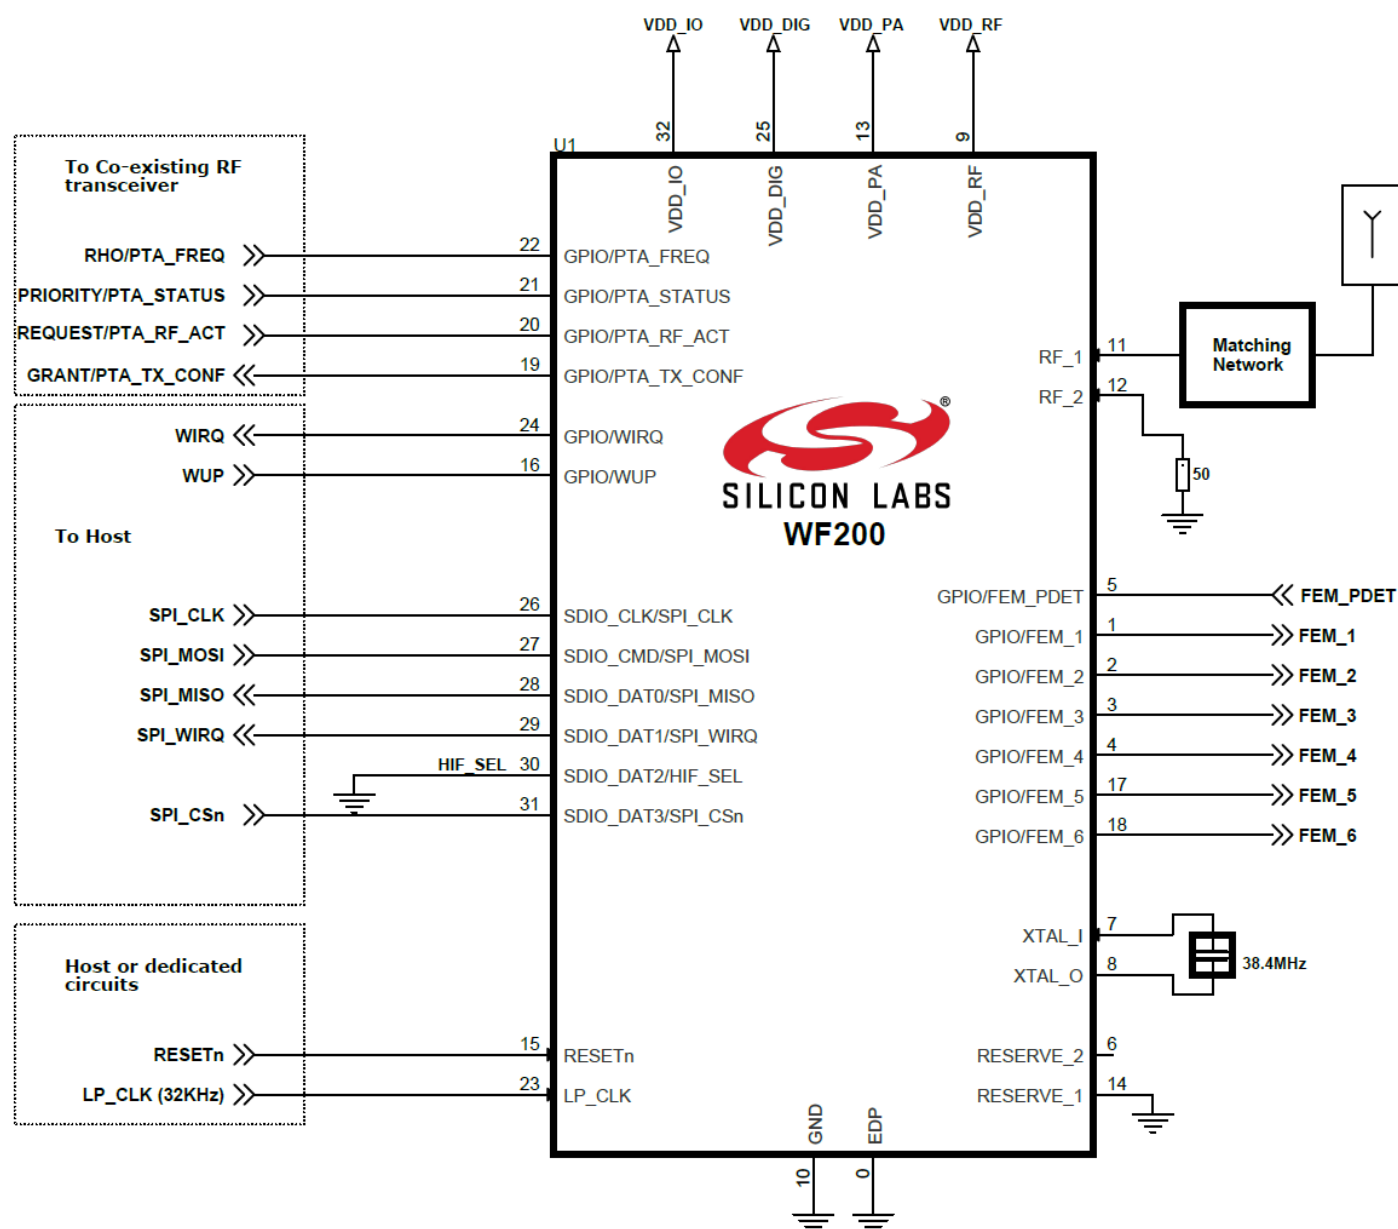 VDD_IO VDD_DIG VDD_PA VDD_RF
32 25 13 9
U1
VDD_IO VDD_DIG VDD_PA VDD_RF
To Co-existing RF
transceiver
RHO/PTA_FREQ 22 GPIO/PTA_FREQ
PRIORITY/PTA_STATUS 21 GPIO/PTA_STATUS
REQUEST/PTA_RF_ACT 20 GPIO/PTA_RF_ACT
GRANT/PTA_TX_CONF 19 GPIO/PTA_TX_CONF
WIRQ 24 GPIO/WIRQ
WUP 16 GPIO/WUP
To Host
SPI_CLK 26 SDIO_CLK/SPI_CLK
SPI_MOSI 27 SDIO_CMD/SPI_MOSI
SPI_MISO 28 SDIO_DAT0/SPI_MISO
SPI_WIRQ 29 SDIO_DAT1/SPI_WIRQ
HIF_SEL 30 SDIO_DAT2/HIF_SEL
SPI_CSn 31 SDIO_DAT3/SPI_CSn
Host or dedicated
circuits
RESETn 15 RESETn
LP_CLK (32KHz) 23 LP_CLK
®
SILICON LABS
WF200
RF_1 11
Matching
Network
RF_2 12
50
GPIO/FEM_PDET 5 FEM_PDET
GPIO/FEM_1 1 FEM_1
GPIO/FEM_2 2 FEM_2
GPIO/FEM_3 3 FEM_3
GPIO/FEM_4 4 FEM_4
GPIO/FEM_5 17 FEM_5
GPIO/FEM_6 18 FEM_6
XTAL_I 7
38.4MHz
XTAL_O 8
RESERVE_2 6
RESERVE_1 14
GND EDP
10 0